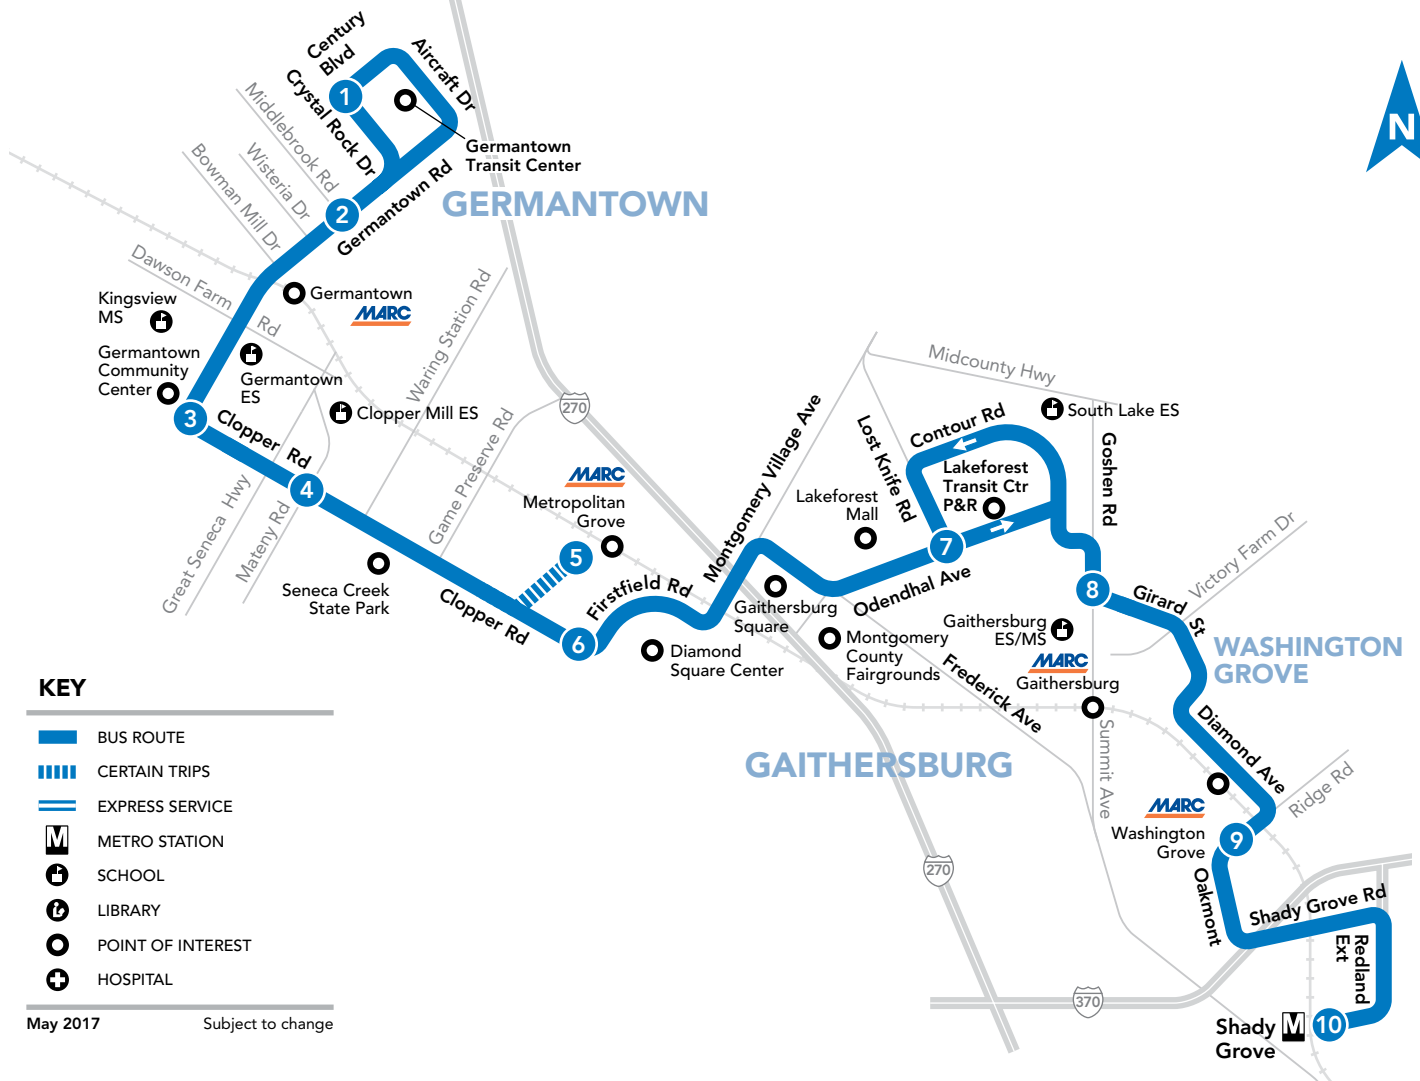 Century
Blvd
Aircraft Dr
Crystal Rock Dr
1
Germantown
Transit Center
Germantown Rd
GERMANTOWN
N
Middlebrook Rd
Wisteria Dr
Bowman Mill Dr
2
Dawson Farm
Rd
Kingsview
MS
Germantown
MARC
Germantown
Community
Center
Germantown
ES
Clopper Mill ES
Waring Station Rd
Game Preserve Rd
270
3
Clopper Rd
4
Great Seneca Hwy
Mateny Rd
Seneca Creek
State Park
Clopper Rd
MARC
Metropolitan
Grove
5
6
Firstfield Rd
Diamond
Square Center
Montgomery Village Ave
Gaithersburg
Square
Montgomery
County
Fairgrounds
Midcounty Hwy
Contour Rd
Lost Knife Rd
Lakeforest
Transit Ctr
P&R
Lakeforest
Mall
7
Odendhal Ave
South Lake ES
Goshen Rd
8
Victory Farm Dr
Girard
St
Gaithersburg
ES/MS
MARC
Gaithersburg
WASHINGTON
GROVE
Frederick Ave
GAITHERSBURG
Summit Ave
Diamond Ave
Ridge Rd
MARC
Washington
Grove
9
Oakmont
Shady Grove Rd
Redland
Ext
270
370
Shady
Grove
M
10
KEY
BUS ROUTE
CERTAIN TRIPS
EXPRESS SERVICE
M
METRO STATION
SCHOOL
LIBRARY
POINT OF INTEREST
HOSPITAL
May 2017
Subject to change